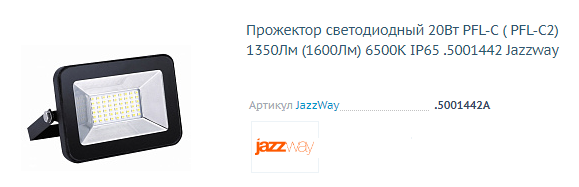 Прожектор светодиодный 20Вт PFL-C ( PFL-C2)
1350Лм (1600Лм) 6500K IP65 .5001442 Jazzway
Артикул JazzWay .5001442A
jazzway